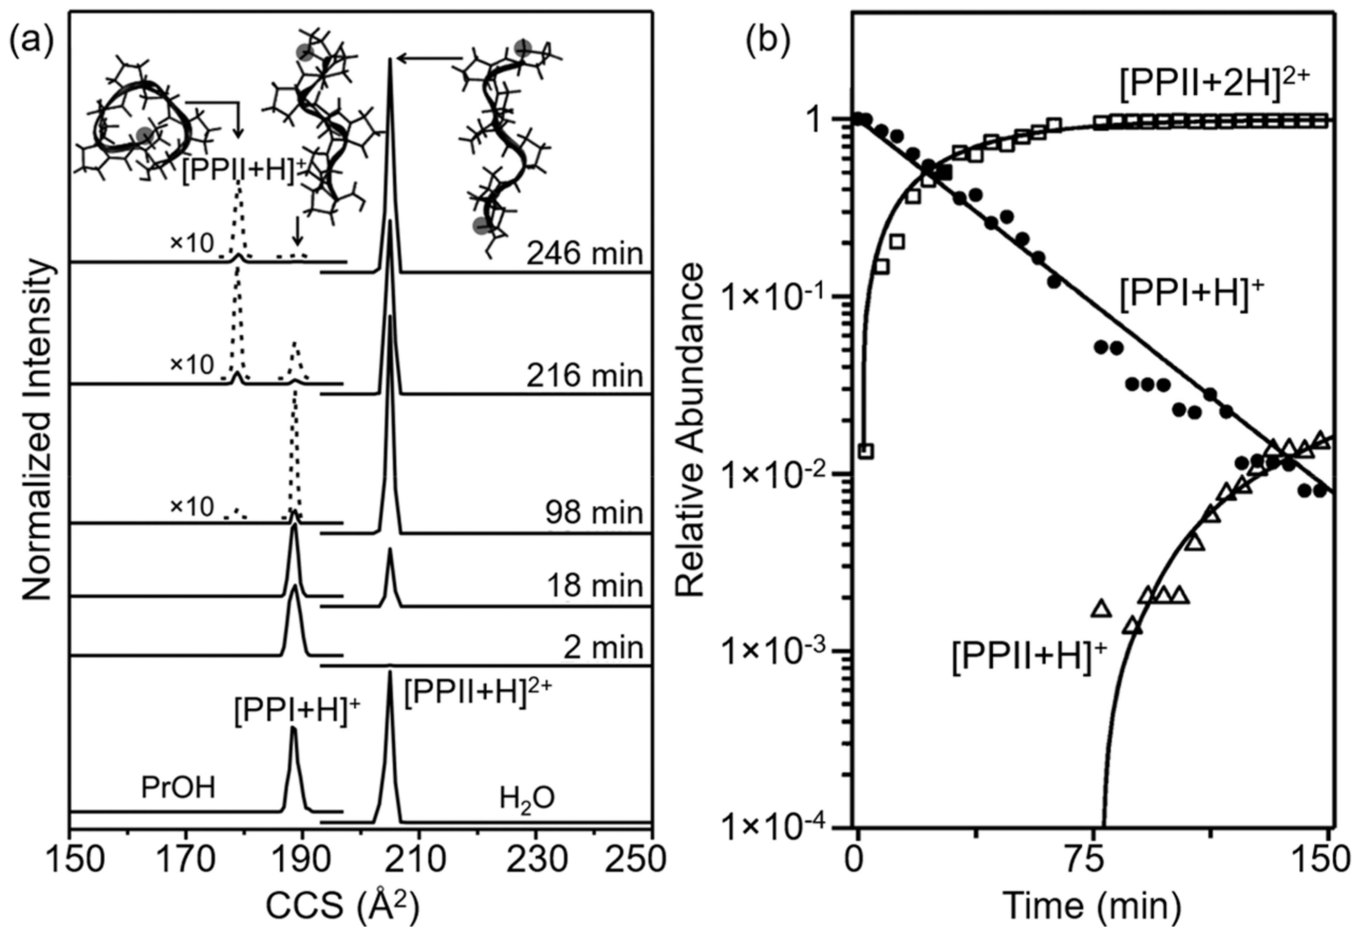 (a)
[PPII+H]⁺
×10
246 min
×10
216 min
×10
98 min
18 min
2 min
[PPI+H]⁺
[PPII+H]²⁺
PrOH
H₂O
150 170 190 210 230 250
CCS (Å²)
Normalized Intensity
(b)
[PPII+2H]²⁺
[PPI+H]⁺
[PPII+H]⁺
1
1×10⁻¹
1×10⁻²
1×10⁻³
1×10⁻⁴
0 75 150
Time (min)
Relative Abundance